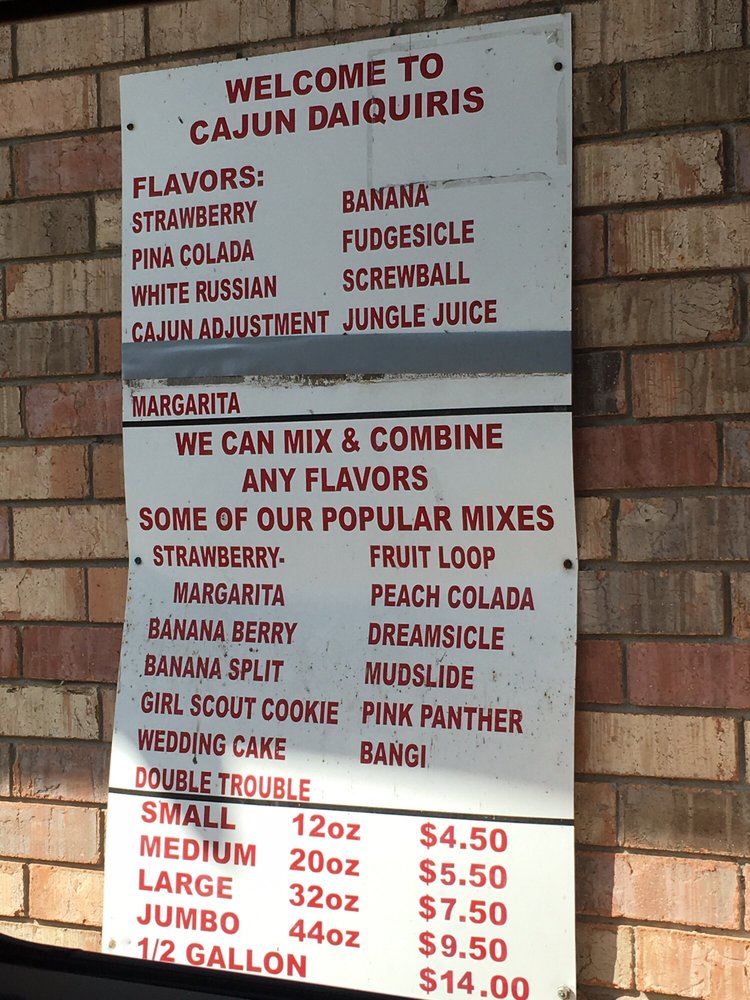 WELCOME TO
CAJUN DAIQUIRIS
FLAVORS:
STRAWBERRY BANANA
PINA COLADA FUDGESICLE
WHITE RUSSIAN SCREWBALL
CAJUN ADJUSTMENT JUNGLE JUICE
MARGARITA
WE CAN MIX & COMBINE
ANY FLAVORS
SOME OF OUR POPULAR MIXES
STRAWBERRY- FRUIT LOOP
MARGARITA PEACH COLADA
BANANA BERRY DREAMSICLE
BANANA SPLIT MUDSLIDE
GIRL SCOUT COOKIE PINK PANTHER
WEDDING CAKE BANGI
DOUBLE TROUBLE
SMALL 12oz $4.50
MEDIUM 20oz $5.50
LARGE 32oz $7.50
JUMBO 44oz $9.50
1/2 GALLON $14.00